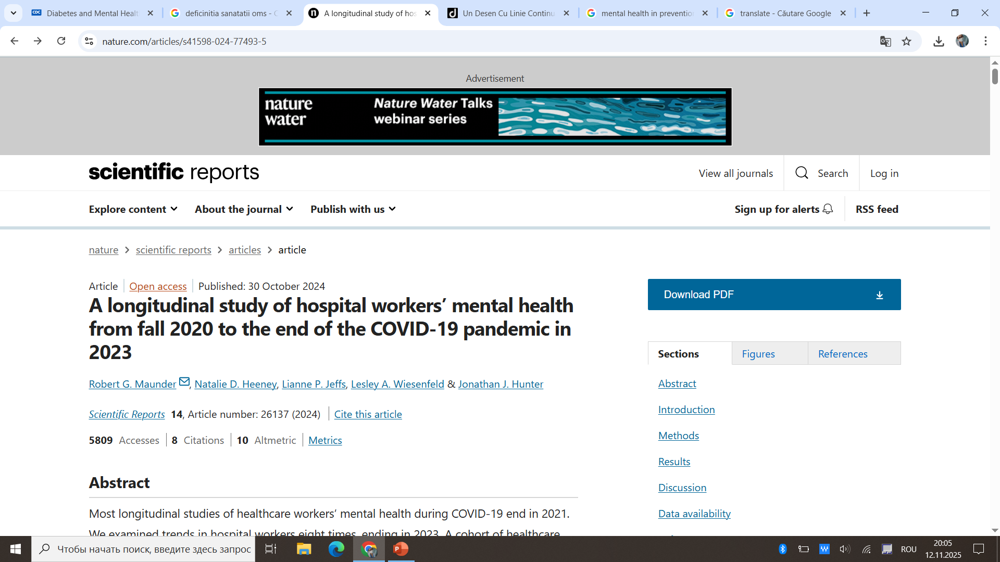 Diabetes and Mental Healt
deficinitia sanatatii oms - C
A longitudinal study of hos
Un Desen Cu Linie Continu
mental health in prevention
translate - Căutare Google
nature.com/articles/s41598-024-77493-5
Advertisement
nature
water
Nature Water Talks
webinar series
scientific reports
View all journals
Search
Log in
Explore content
About the journal
Publish with us
Sign up for alerts
RSS feed
nature > scientific reports > articles > article
Article | Open access | Published: 30 October 2024
A longitudinal study of hospital workers’ mental health
from fall 2020 to the end of the COVID-19 pandemic in
2023
Robert G. Maunder, Natalie D. Heeney, Lianne P. Jeffs, Lesley A. Wiesenfeld & Jonathan J. Hunter
Scientific Reports 14, Article number: 26137 (2024) | Cite this article
5809 Accesses | 8 Citations | 10 Altmetric | Metrics
Abstract
Most longitudinal studies of healthcare workers’ mental health during COVID-19 end in 2021.
We examined trends in hospital workers eight times, ending in 2023. A cohort of healthcare
Download PDF
Sections
Figures
References
Abstract
Introduction
Methods
Results
Discussion
Data availability
Чтобы начать поиск, введите здесь запрос
ROU
20:05
12.11.2025